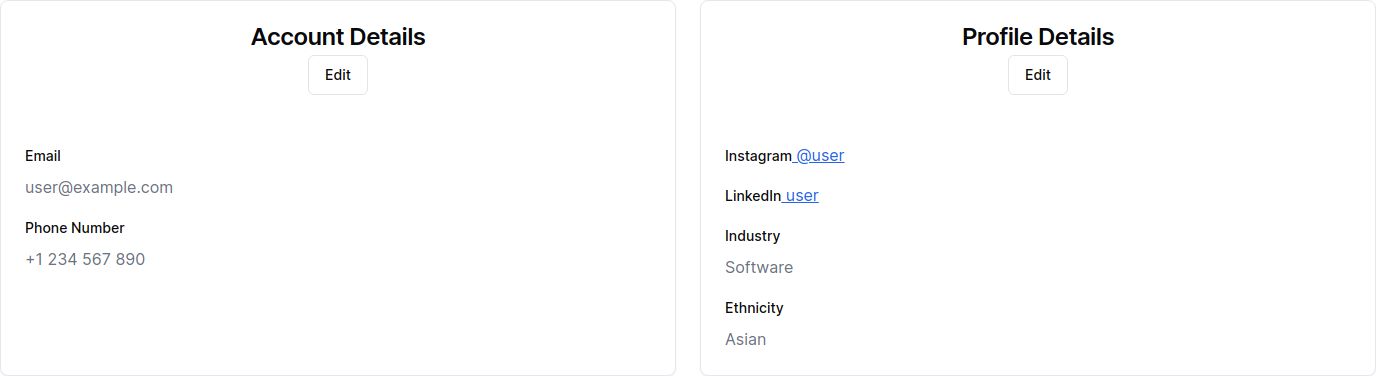 Account Details
Edit
Email
user@example.com
Phone Number
+1 234 567 890
Profile Details
Edit
Instagram @user
LinkedIn user
Industry
Software
Ethnicity
Asian